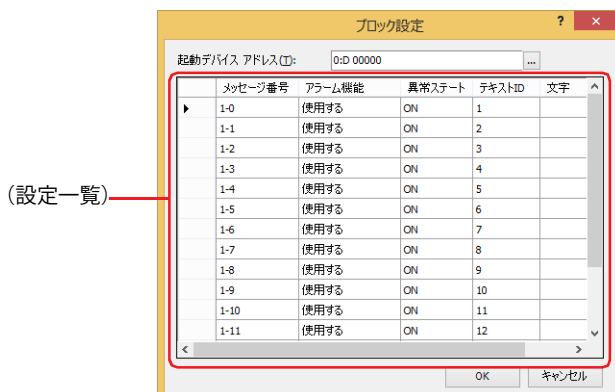 ブロック設定
? ×
起動デバイス アドレス(T): 0:D 00000 ...
メッセージ番号 アラーム機能 異常ステート テキストID 文字
1-0 使用する ON 1
1-1 使用する ON 2
1-2 使用する ON 3
1-3 使用する ON 4
1-4 使用する ON 5
1-5 使用する ON 6
1-6 使用する ON 7
1-7 使用する ON 8
1-8 使用する ON 9
1-9 使用する ON 10
1-10 使用する ON 11
1-11 使用する ON 12
(設定一覧)
OK キャンセル